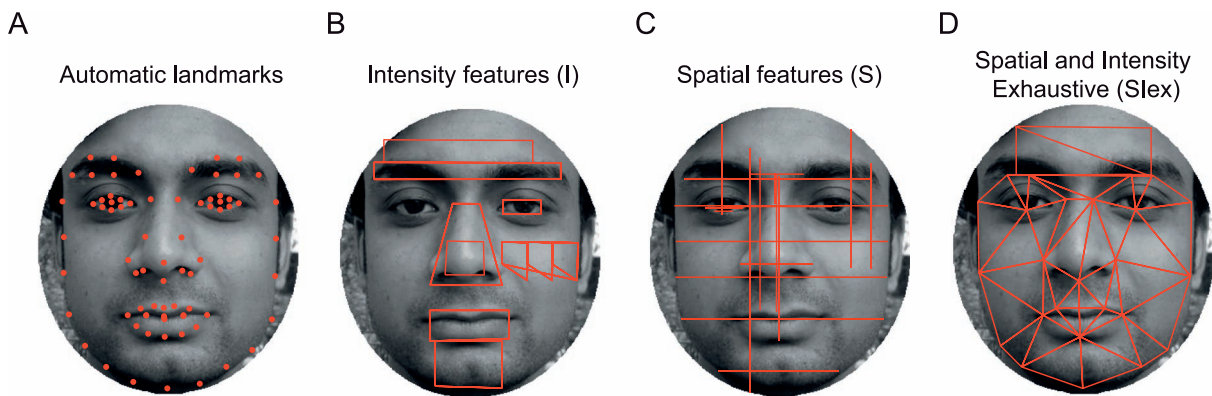 A
Automatic landmarks
B
Intensity features (I)
C
Spatial features (S)
D
Spatial and Intensity
Exhaustive (SIex)